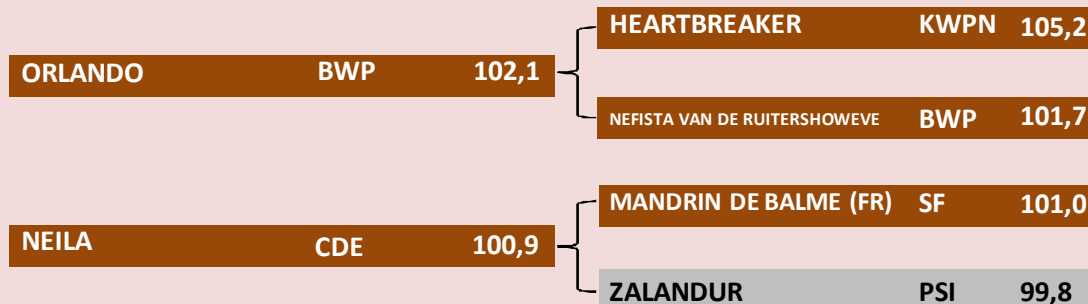 HEARTBREAKER KWPN 105,2
ORLANDO BWP 102,1
NEFISTA VAN DE RUITERSHOWEVE BWP 101,7
MANDRIN DE BALME (FR) SF 101,0
NEILA CDE 100,9
ZALANDUR PSI 99,8